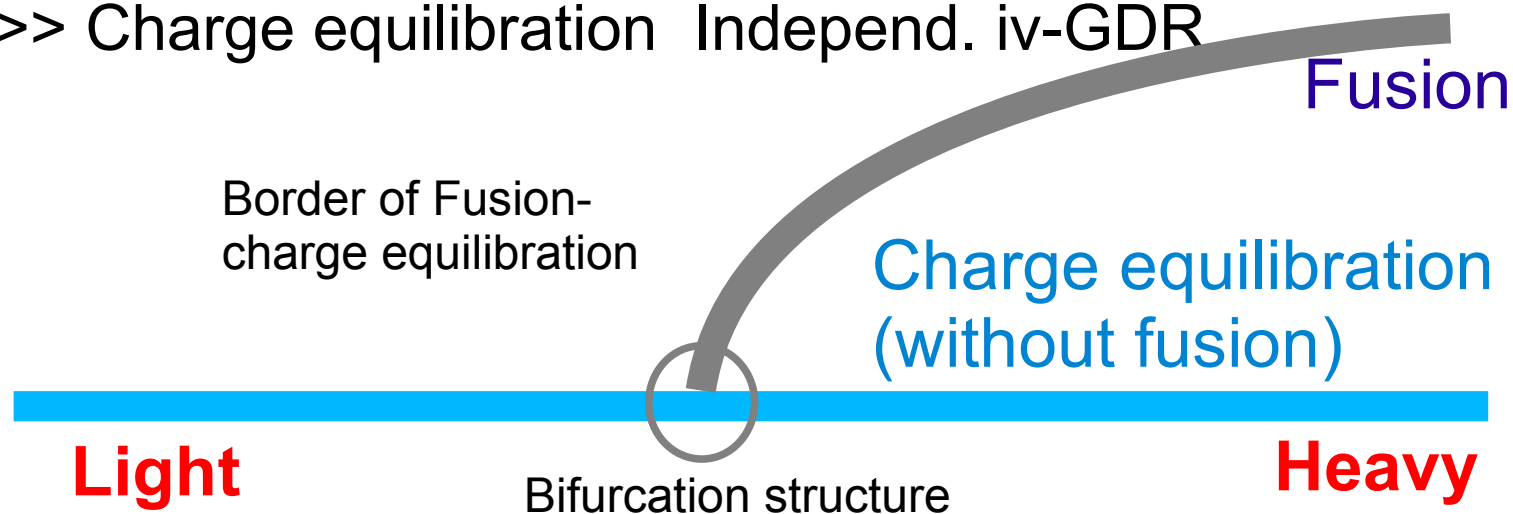 >> Charge equilibration Independ. iv-GDR
Fusion
Border of Fusion-
charge equilibration
Charge equilibration
(without fusion)
Light
Heavy
Bifurcation structure